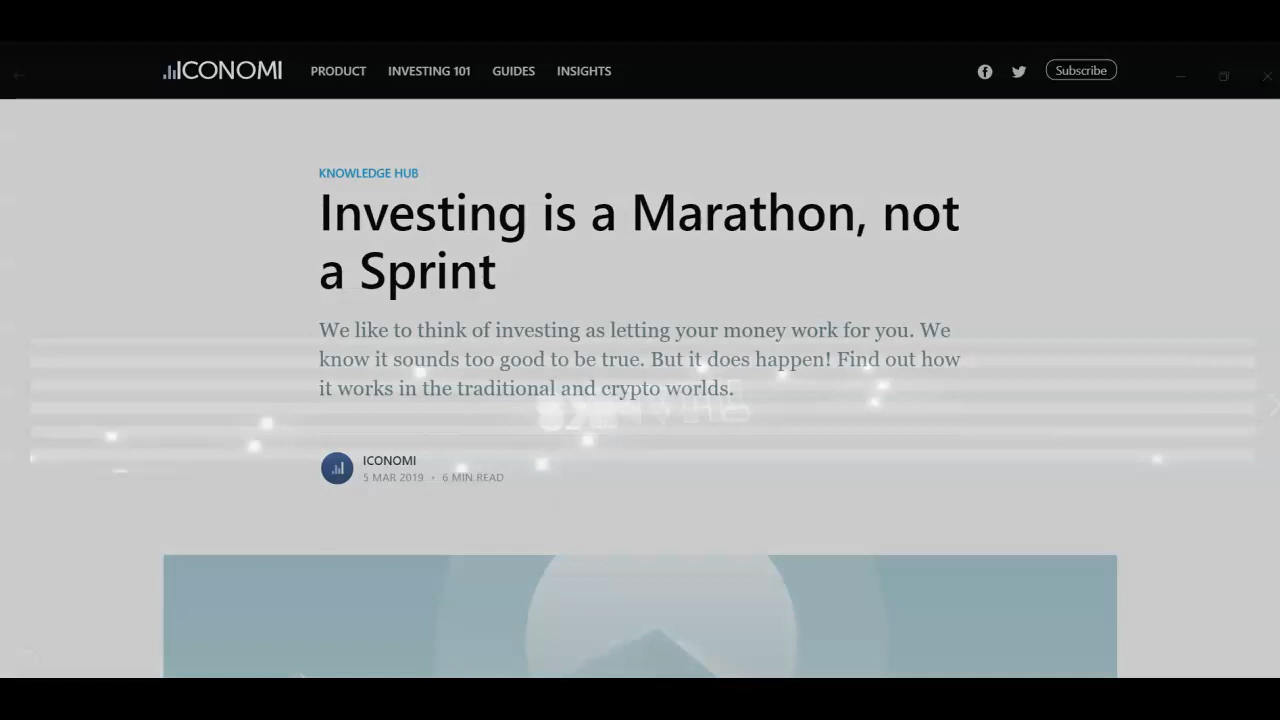 ICONOMI PRODUCT INVESTING 101 GUIDES INSIGHTS Subscribe
KNOWLEDGE HUB
Investing is a Marathon, not
a Sprint
We like to think of investing as letting your money work for you. We
know it sounds too good to be true. But it does happen! Find out how
it works in the traditional and crypto worlds.
ICONOMI
5 MAR 2019 • 6 MIN READ